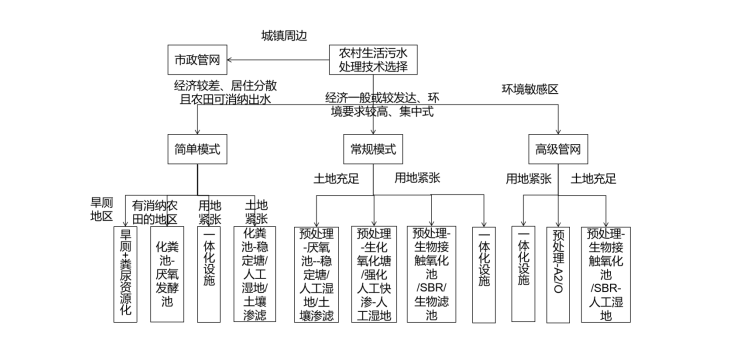 城镇周边
市政管网
农村生活污水
处理技术选择
经济较差、居住分散
且农田可消纳出水
经济一般或较发达、环
境要求较高、集中式
环境敏感区
简单模式
常规模式
高级管网
土地充足
用地紧张
用地紧张
土地充足
旱厕
地区
有消纳农
田的地区
用地
紧张
土地
紧张
旱厕+粪尿资源化
化粪
池-
厌氧
发酵
池
一体化设施
化粪
池-稳
定塘/
人工
湿地/
土壤
渗滤
预处理
-厌氧
池--稳
定塘/
人工湿
地/土
壤渗滤
预处理
-生化
氧化塘
/强化
人工快
渗-人
工湿地
预处理-
生物接
触氧化
池
/SBR/
生物滤
池
一体化设施
一体化设施
预处理-A2/O
预处理-
生物接
触氧化
池
/SBR-
人工湿
地